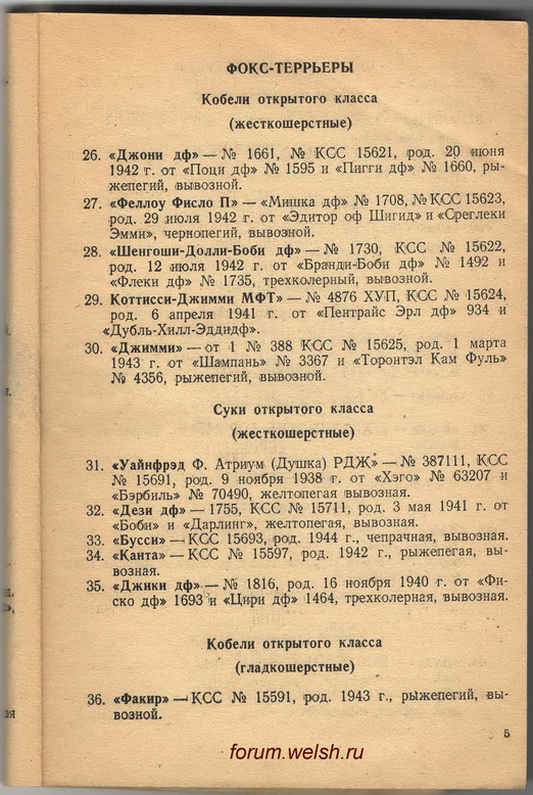 ФОКС-ТЕРРЬЕРЫ
Кобели открытого класса
(жесткошерстные)
26. «Джони дф» — № 1661, № КСС 15621, род. 20 июня
1942 г. от «Поци дф» № 1595 и «Пигги дф» № 1660, ры-
жепегий, вывозной.
27. «Феллоу Фисло П» — «Мишка дф» № 1708, № КСС 15623,
род. 29 июля 1942 г. от «Эдитор оф Шигид» и «Среглеки
Эмми», чернопегий, вывозной.
28. «Шенгоши-Долли-Боби дф» — № 1730, КСС № 15622,
род. 12 июля 1942 г. от «Бранди-Боби дф» № 1492 и
«Флеки дф» № 1735, трехколерный, вывозной.
29. Коттисси-Джимми МФТ» — № 4876 ХУП, КСС № 15624,
род. 6 апреля 1941 г. от «Пентрайс Эрл дф» 934 и
«Дубль-Хилл-Эддидф».
30. «Джимми» — от 1 № 388 КСС № 15625, род. 1 марта
1943 г. от «Шампань» № 3367 и «Торонтэл Кам Фуль»
№ 4356, рыжепегий, вывозной.
Суки открытого класса
(жесткошерстные)
31. «Уайнфрэд Ф. Атриум (Душка) РДЖ» — № 387111, КСС
№ 15691, род. 9 ноября 1938 г. от «Хэго» № 63207 и
«Бэрбиль» № 70490, желтопегая вывозная.
32. «Дези дф» — 1755, КСС № 15711, род. 3 мая 1941 г. от
«Боби» и «Дарлинг», желтопегая, вывозная.
33. «Бусси» — КСС 15693, род. 1944 г., чепрачная, вывозная.
34. «Канта» — КСС № 15597, род. 1942 г., рыжепегая, вы-
возная.
35. «Джики дф» — № 1816, род. 16 ноября 1940 г. от «Фи-
ско дф» 1693 и «Цири дф» 1464, трехколерная, вывозная.
Кобели открытого класса
(гладкошерстные)
36. «Факир» — КСС № 15591, род. 1943 г., рыжепегий, вы-
возной.
5
forum.welsh.ru